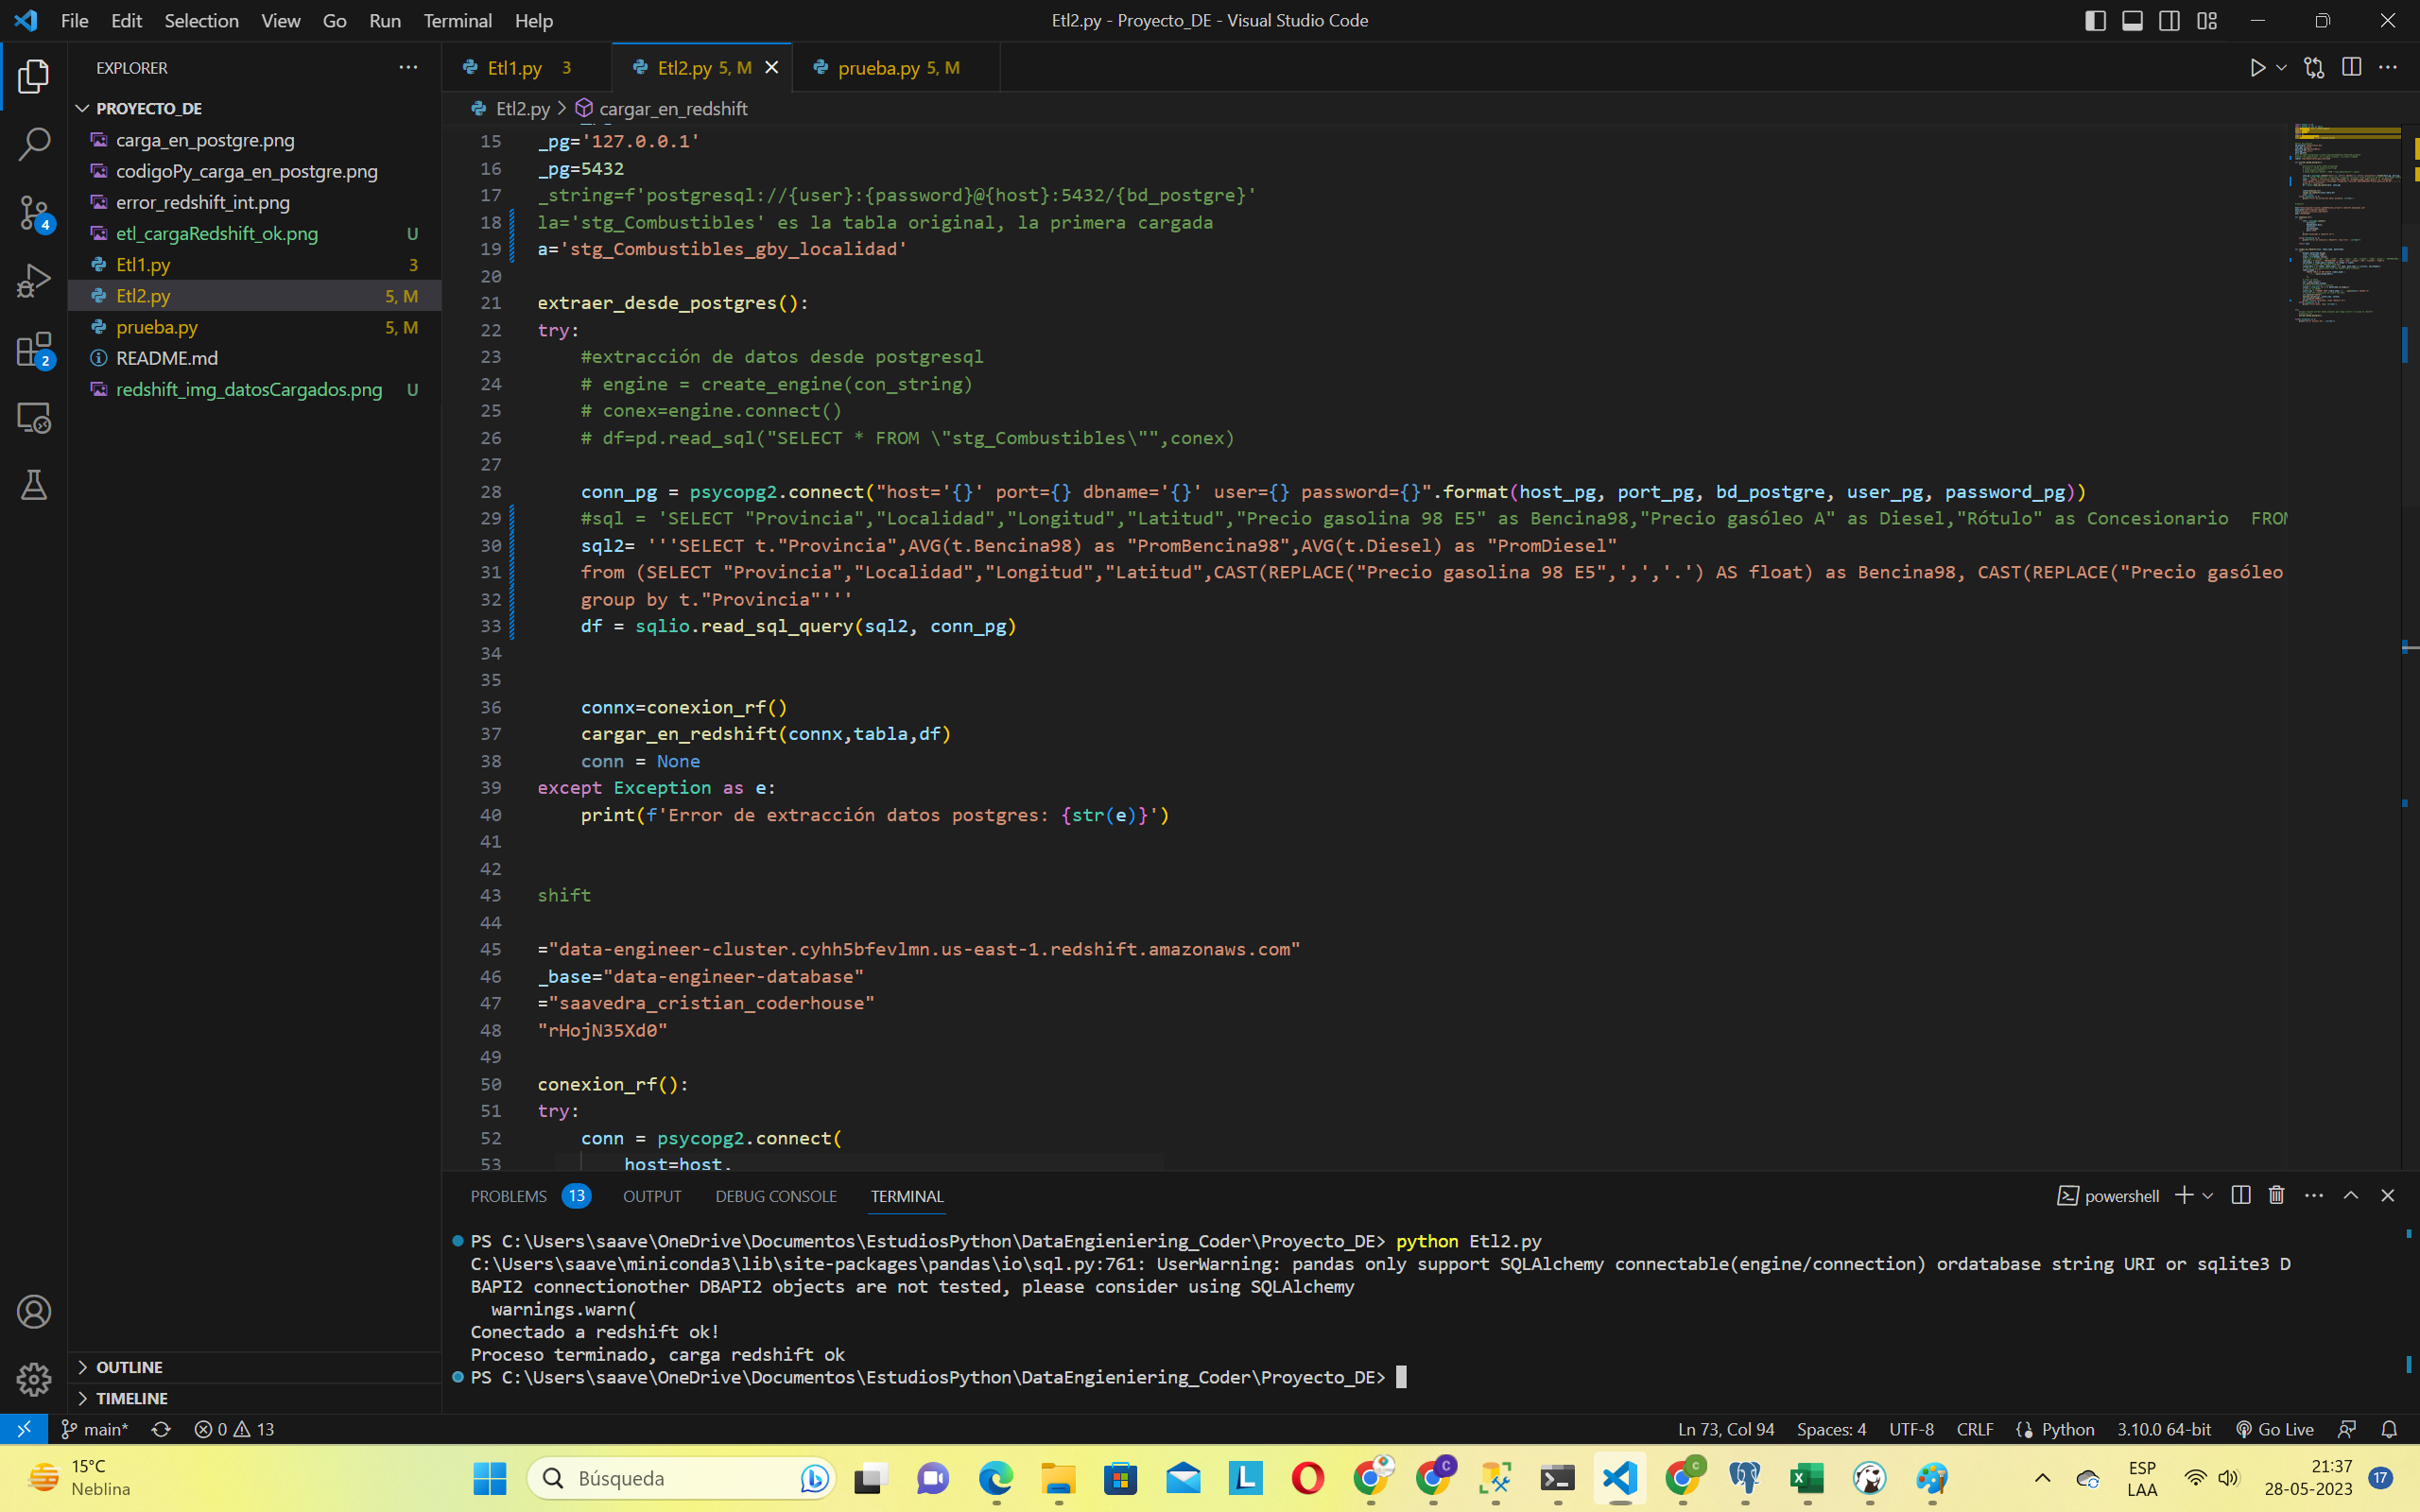 File Edit Selection View Go Run Terminal Help
Etl2.py - Proyecto_DE - Visual Studio Code
EXPLORER
PROYECTO_DE
carga_en_postgre.png
codigoPy_carga_en_postgre.png
error_redshift_int.png
etl_cargaRedshift_ok.png U
Etl1.py 3
Etl2.py 5, M
prueba.py 5, M
README.md
redshift_img_datosCargados.png U
4
2
OUTLINE
TIMELINE
Etl1.py 3
Etl2.py 5, M
prueba.py 5, M
Etl2.py > cargar_en_redshift
15 _pg='127.0.0.1'
16 _pg=5432
17 _string=f'postgresql://{user}:{password}@{host}:5432/{bd_postgre}'
18 la='stg_Combustibles' es la tabla original, la primera cargada
19 a='stg_Combustibles_gby_localidad'
20
21 extraer_desde_postgres():
22 try:
23 #extracción de datos desde postgresql
24 # engine = create_engine(con_string)
25 # conex=engine.connect()
26 # df=pd.read_sql("SELECT * FROM \"stg_Combustibles\"",conex)
27
28 conn_pg = psycopg2.connect("host='{}' port={} dbname='{}' user={} password={}".format(host_pg, port_pg, bd_postgre, user_pg, password_pg))
29 #sql = 'SELECT "Provincia","Localidad","Longitud","Latitud","Precio gasolina 98 E5" as Bencina98,"Precio gasóleo A" as Diesel,"Rótulo" as Concesionario FROM
30 sql2= '''SELECT t."Provincia",AVG(t.Bencina98) as "PromBencina98",AVG(t.Diesel) as "PromDiesel"
31 from (SELECT "Provincia","Localidad","Longitud","Latitud",CAST(REPLACE("Precio gasolina 98 E5",',','.') AS float) as Bencina98, CAST(REPLACE("Precio gasóleo
32 group by t."Provincia"'''
33 df = sqlio.read_sql_query(sql2, conn_pg)
34
35
36 connx=conexion_rf()
37 cargar_en_redshift(connx,tabla,df)
38 conn = None
39 except Exception as e:
40 print(f'Error de extracción datos postgres: {str(e)}')
41
42
43 shift
44
45 ="data-engineer-cluster.cyhh5bfevlmn.us-east-1.redshift.amazonaws.com"
46 _base="data-engineer-database"
47 ="saavedra_cristian_coderhouse"
48 "rHojN35Xd0"
49
50 conexion_rf():
51 try:
52 conn = psycopg2.connect(
53 host=host,
PROBLEMS 13 OUTPUT DEBUG CONSOLE TERMINAL
powershell
PS C:\Users\saave\OneDrive\Documentos\EstudiosPython\DataEngieniering_Coder\Proyecto_DE> python Etl2.py
C:\Users\saave\miniconda3\lib\site-packages\pandas\io\sql.py:761: UserWarning: pandas only support SQLAlchemy connectable(engine/connection) ordatabase string URI or sqlite3 D
BAPI2 connectionother DBAPI2 objects are not tested, please consider using SQLAlchemy
warnings.warn(
Conectado a redshift ok!
Proceso terminado, carga redshift ok
PS C:\Users\saave\OneDrive\Documentos\EstudiosPython\DataEngieniering_Coder\Proyecto_DE>
main* 0 13
Ln 73, Col 94 Spaces: 4 UTF-8 CRLF Python 3.10.0 64-bit Go Live
15°C
Neblina
Búsqueda
ESP
LAA
21:37
28-05-2023
17